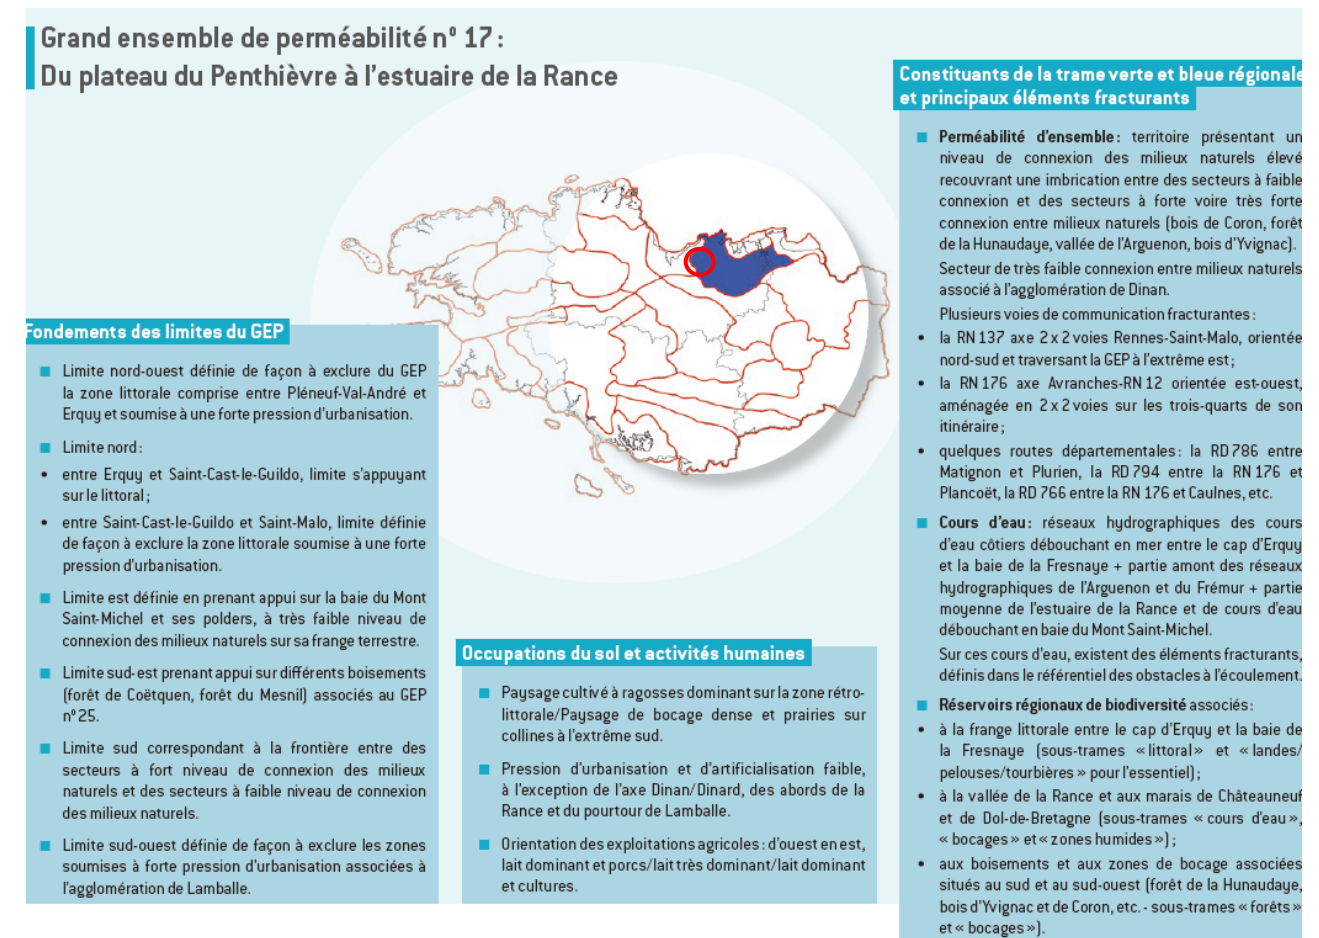 Grand ensemble de perméabilité n° 17 :
Du plateau du Penthièvre à l'estuaire de la Rance
Fondements des limites du GEP
Limite nord-ouest définie de façon à exclure du GEP
la zone littorale comprise entre Pléneuf-Val-André et
Erquy et soumise à une forte pression d'urbanisation.
Limite nord :
• entre Erquy et Saint-Cast-le-Guildo, limite s'appuyant
sur le littoral ;
• entre Saint-Cast-le-Guildo et Saint-Malo, limite définie
de façon à exclure la zone littorale soumise à une forte
pression d'urbanisation.
Limite est définie en prenant appui sur la baie du Mont
Saint-Michel et ses polders, à très faible niveau de
connexion des milieux naturels sur sa frange terrestre.
Limite sud-est prenant appui sur différents boisements
(forêt de Coëtquen, forêt du Mesnil) associés au GEP
n° 25.
Limite sud correspondant à la frontière entre des
secteurs à fort niveau de connexion des milieux
naturels et des secteurs à faible niveau de connexion
des milieux naturels.
Limite sud-ouest définie de façon à exclure les zones
soumises à forte pression d'urbanisation associées à
l'agglomération de Lamballe.
Occupations du sol et activités humaines
Paysage cultivé à ragosses dominant sur la zone rétro-
littorale/Paysage de bocage dense et prairies sur
collines à l'extrême sud.
Pression d'urbanisation et d'artificialisation faible,
à l'exception de l'axe Dinan/Dinard, des abords de la
Rance et du pourtour de Lamballe.
Orientation des exploitations agricoles : d'ouest en est,
lait dominant et porcs/lait très dominant/lait dominant
et cultures.
Constituants de la trame verte et bleue régionale
et principaux éléments fracturants
Perméabilité d'ensemble : territoire présentant un
niveau de connexion des milieux naturels élevé
recouvrant une imbrication entre des secteurs à faible
connexion et des secteurs à forte voire très forte
connexion entre milieux naturels (bois de Coron, forêt
de la Hunaudaye, vallée de l'Arguenon, bois d'Yvignac).
Secteur de très faible connexion entre milieux naturels
associé à l'agglomération de Dinan.
Plusieurs voies de communication fracturantes :
• la RN 137 axe 2 x 2 voies Rennes-Saint-Malo, orientée
nord-sud et traversant la GEP à l'extrême est ;
• la RN 176 axe Avranches-RN 12 orientée est-ouest,
aménagée en 2 x 2 voies sur les trois-quarts de son
itinéraire ;
• quelques routes départementales : la RD 786 entre
Matignon et Plurien, la RD 794 entre la RN 176 et
Plancoët, la RD 766 entre la RN 176 et Caulnes, etc.
Cours d'eau : réseaux hydrographiques des cours
d'eau côtiers débouchant en mer entre le cap d'Erquy
et la baie de la Fresnaye + partie amont des réseaux
hydrographiques de l'Arguenon et du Frémur + partie
moyenne de l'estuaire de la Rance et de cours d'eau
débouchant en baie du Mont Saint-Michel.
Sur ces cours d'eau, existent des éléments fracturants,
définis dans le référentiel des obstacles à l'écoulement.
Réservoirs régionaux de biodiversité associés :
• à la frange littorale entre le cap d'Erquy et la baie de
la Fresnaye (sous-trames « littoral » et « landes/
pelouses/tourbières » pour l'essentiel) ;
• à la vallée de la Rance et aux marais de Châteauneuf
et de Dol-de-Bretagne (sous-trames « cours d'eau »,
« bocages » et « zones humides ») ;
• aux boisements et aux zones de bocage associées
situés au sud et au sud-ouest (forêt de la Hunaudaye,
bois d'Yvignac et de Coron, etc. - sous-trames « forêts »
et « bocages »).